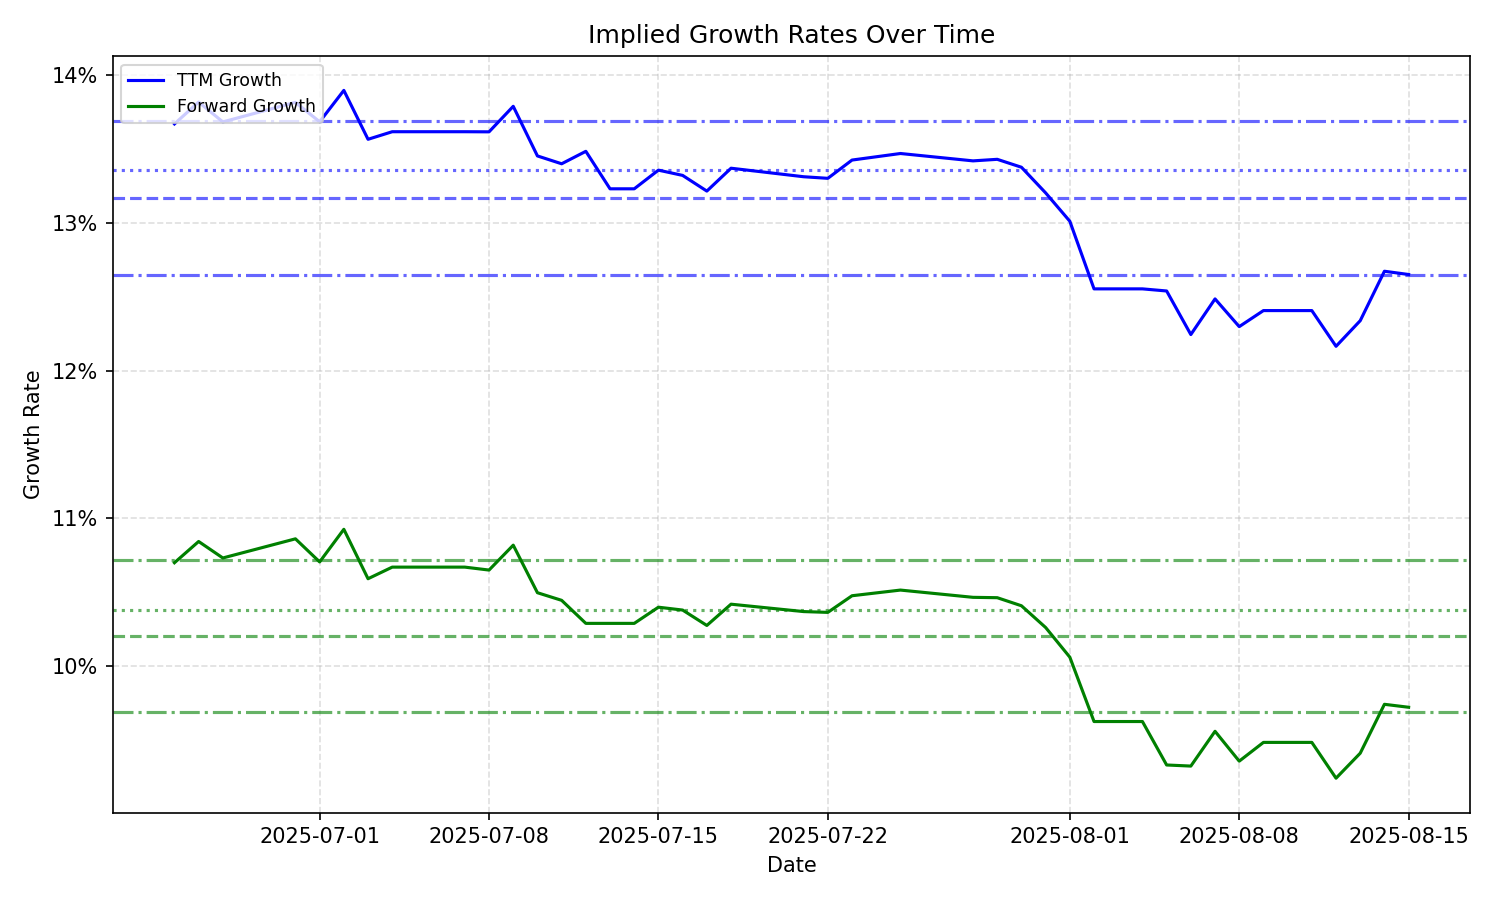 Implied Growth Rates Over Time
TTM Growth
Forward Growth
14%
13%
12%
11%
10%
Growth Rate
2025-07-01 2025-07-08 2025-07-15 2025-07-22 2025-08-01 2025-08-08 2025-08-15
Date